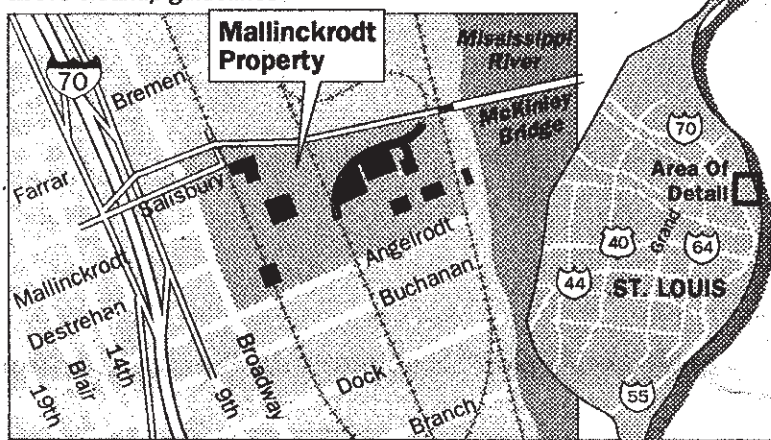 Mallinckrodt
Property
Mississippi
River
McKinley
Bridge
70
Bremen
Farrar
Salisbury
Mallinckrodt
Destrehan
14th
Blair
19th
9th
Broadway
Angelrodt
Buchanan
Dock
Branch
70
Area Of
Detail
Grand
40
64
44
ST. LOUIS
55